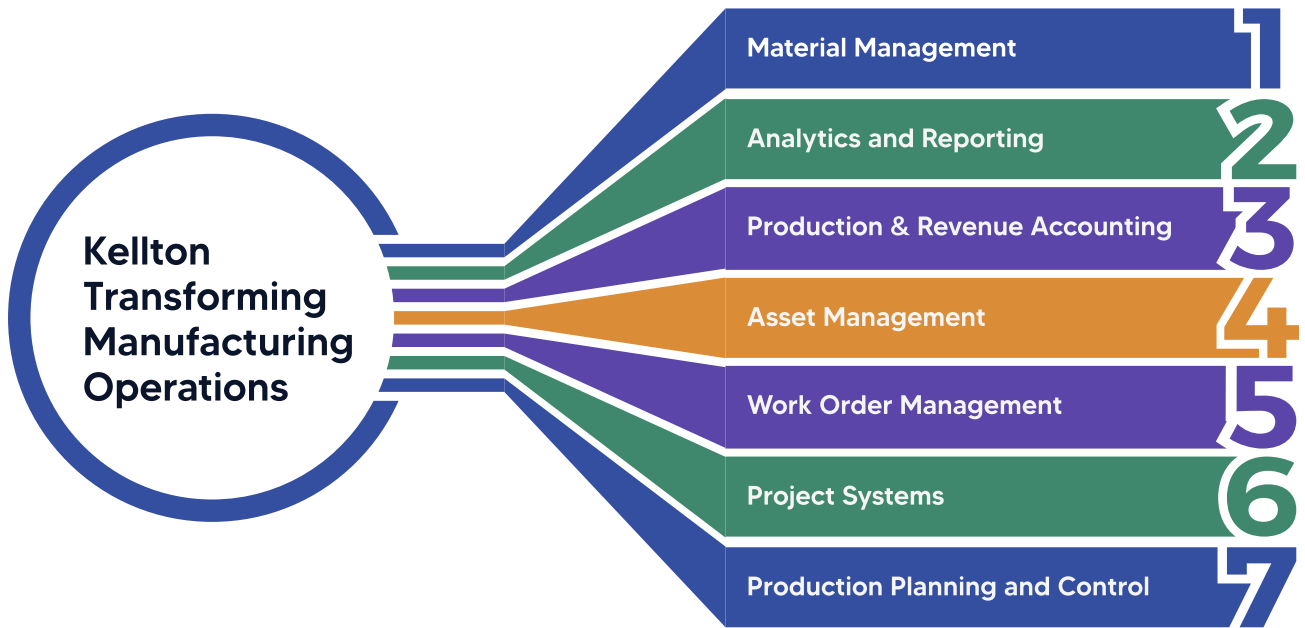 Kellton
Transforming
Manufacturing
Operations
Material Management 1
Analytics and Reporting 2
Production & Revenue Accounting 3
Asset Management 4
Work Order Management 5
Project Systems 6
Production Planning and Control 7